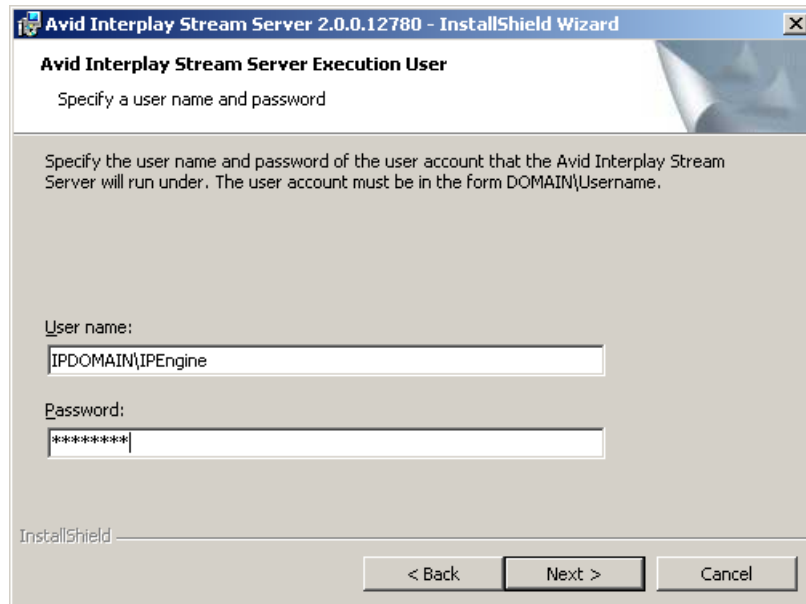 Avid Interplay Stream Server 2.0.0.12780 - InstallShield Wizard
Avid Interplay Stream Server Execution User
Specify a user name and password
Specify the user name and password of the user account that the Avid Interplay Stream
Server will run under. The user account must be in the form DOMAIN\Username.
User name:
IPDOMAIN\IPEngine
Password:
********
InstallShield
< Back
Next >
Cancel